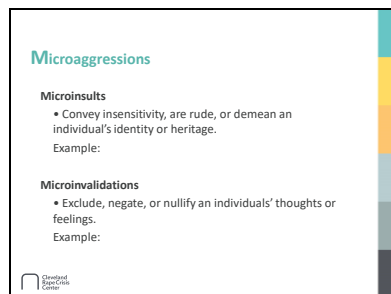 Microaggressions
Microinsults
• Convey insensitivity, are rude, or demean an
individual's identity or heritage.
Example:
Microinvalidations
• Exclude, negate, or nullify an individuals' thoughts or
feelings.
Example:
Cleveland
Rape Crisis
Center